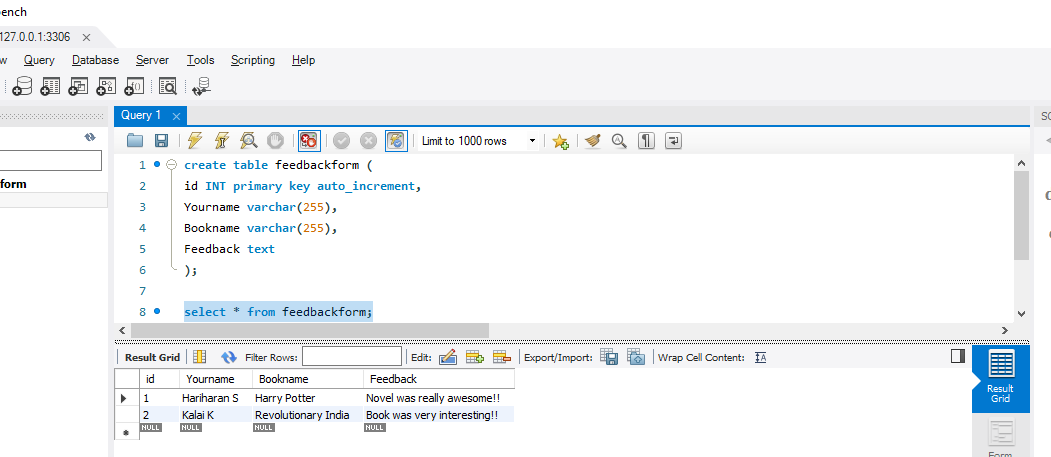 bench
127.0.0.1:3306
w Query Database Server Tools Scripting Help
Query 1
SC
form
Limit to 1000 rows
1 create table feedbackform (
2 id INT primary key auto_increment,
3 Yourname varchar(255),
4 Bookname varchar(255),
5 Feedback text
6 );
7
8 select * from feedbackform;
Result Grid Filter Rows: Edit: Export/Import: Wrap Cell Content:
id Yourname Bookname Feedback
1 Hariharan S Harry Potter Novel was really awesome!!
2 Kalai K Revolutionary India Book was very interesting!!
NULL NULL NULL NULL
Result
Grid
Form